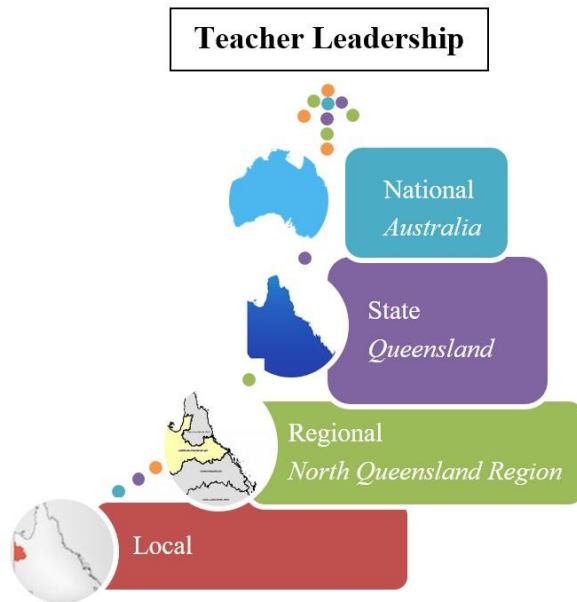 Teacher Leadership
National
Australia
State
Queensland
Regional
North Queensland Region
Local